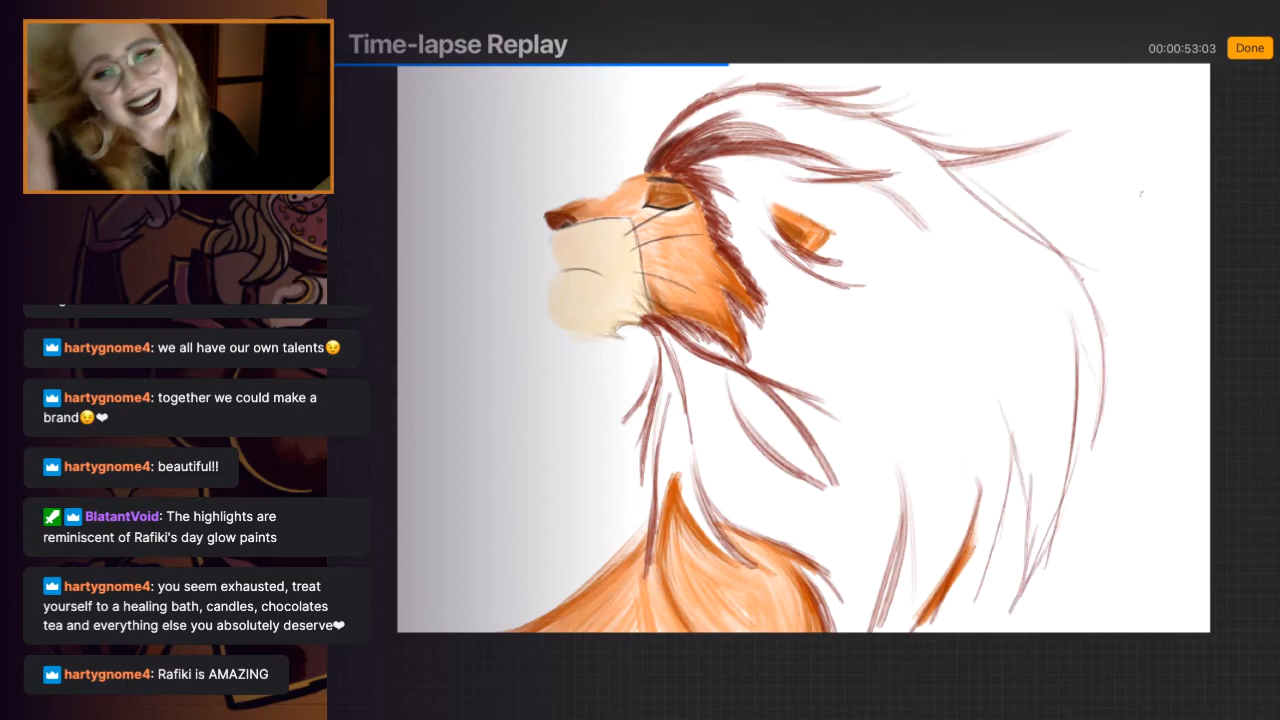 Time-lapse Replay
00:00:53:03
Done
hartygnome4: we all have our own talents😉
hartygnome4: together we could make a
brand😉❤
hartygnome4: beautiful!!
BlatantVoid: The highlights are
reminiscent of Rafiki's day glow paints
hartygnome4: you seem exhausted, treat
yourself to a healing bath, candles, chocolates
tea and everything else you absolutely deserve❤
hartygnome4: Rafiki is AMAZING